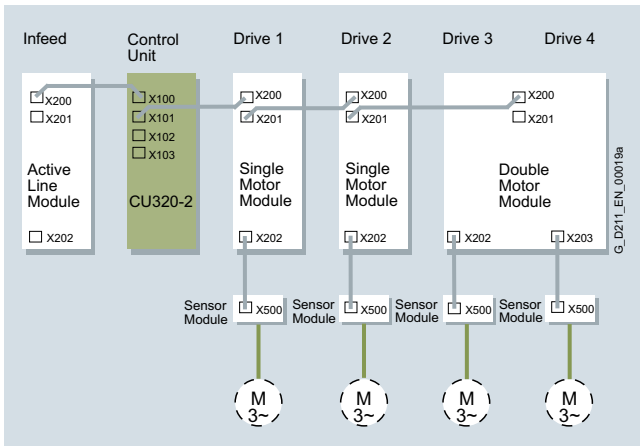 Infeed
Control
Unit
Drive 1
Drive 2
Drive 3
Drive 4
X200
X201
Active
Line
Module
X202
X100
X101
X102
X103
CU320-2
X200
X201
Single
Motor
Module
X202
X200
X201
Single
Motor
Module
X202
X200
X201
Double
Motor
Module
X202
X203
G_D211_EN_00019a
Sensor
Module
X500
Sensor
Module
X500
Sensor
Module
X500
Sensor
Module
X500
M
3~
M
3~
M
3~
M
3~